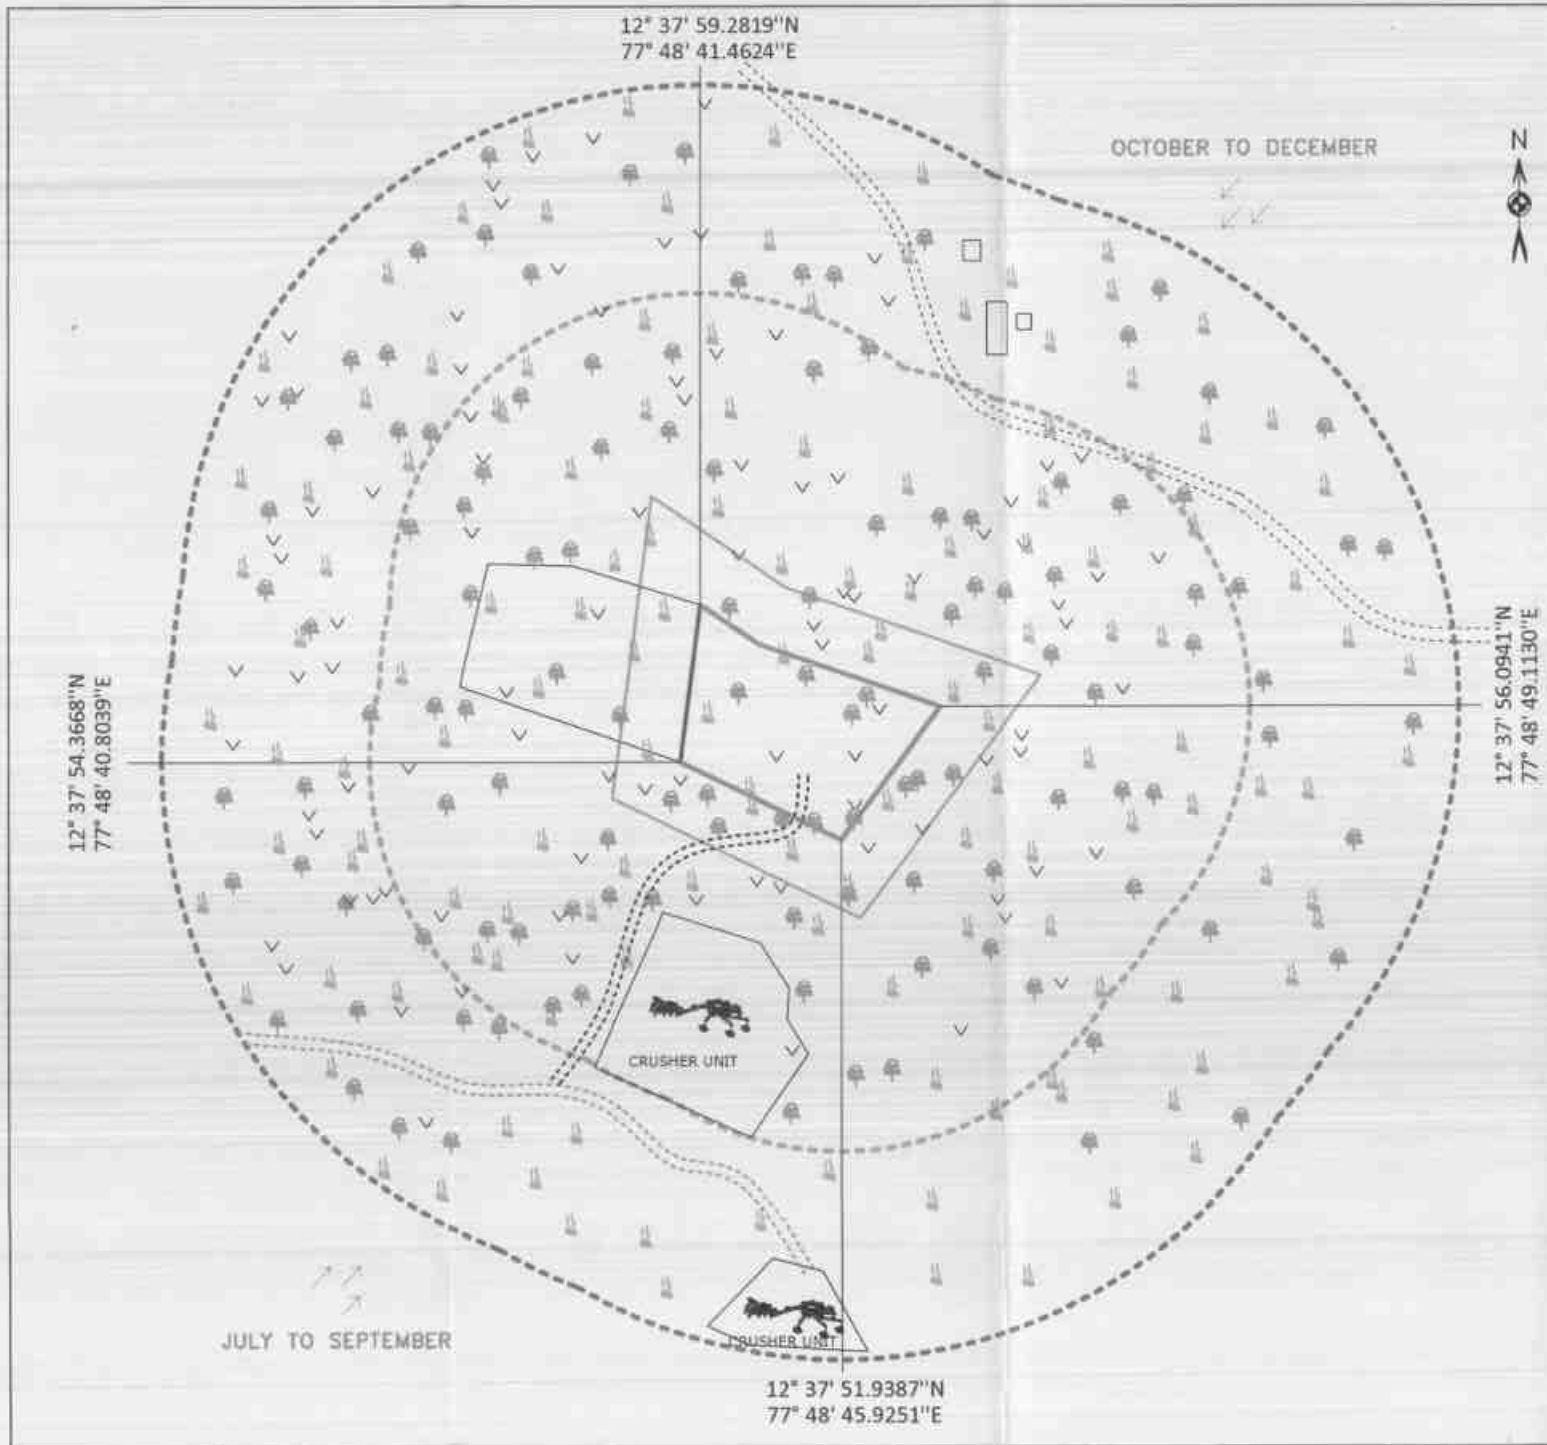 12° 37' 59.2819''N
77° 48' 41.4624''E
OCTOBER TO DECEMBER
N
12° 37' 54.3668''N
77° 48' 40.8039''E
12° 37' 56.0941''N
77° 48' 49.1130''E
CRUSHER UNIT
JULY TO SEPTEMBER
CRUSHER UNIT
12° 37' 51.9387''N
77° 48' 45.9251''E